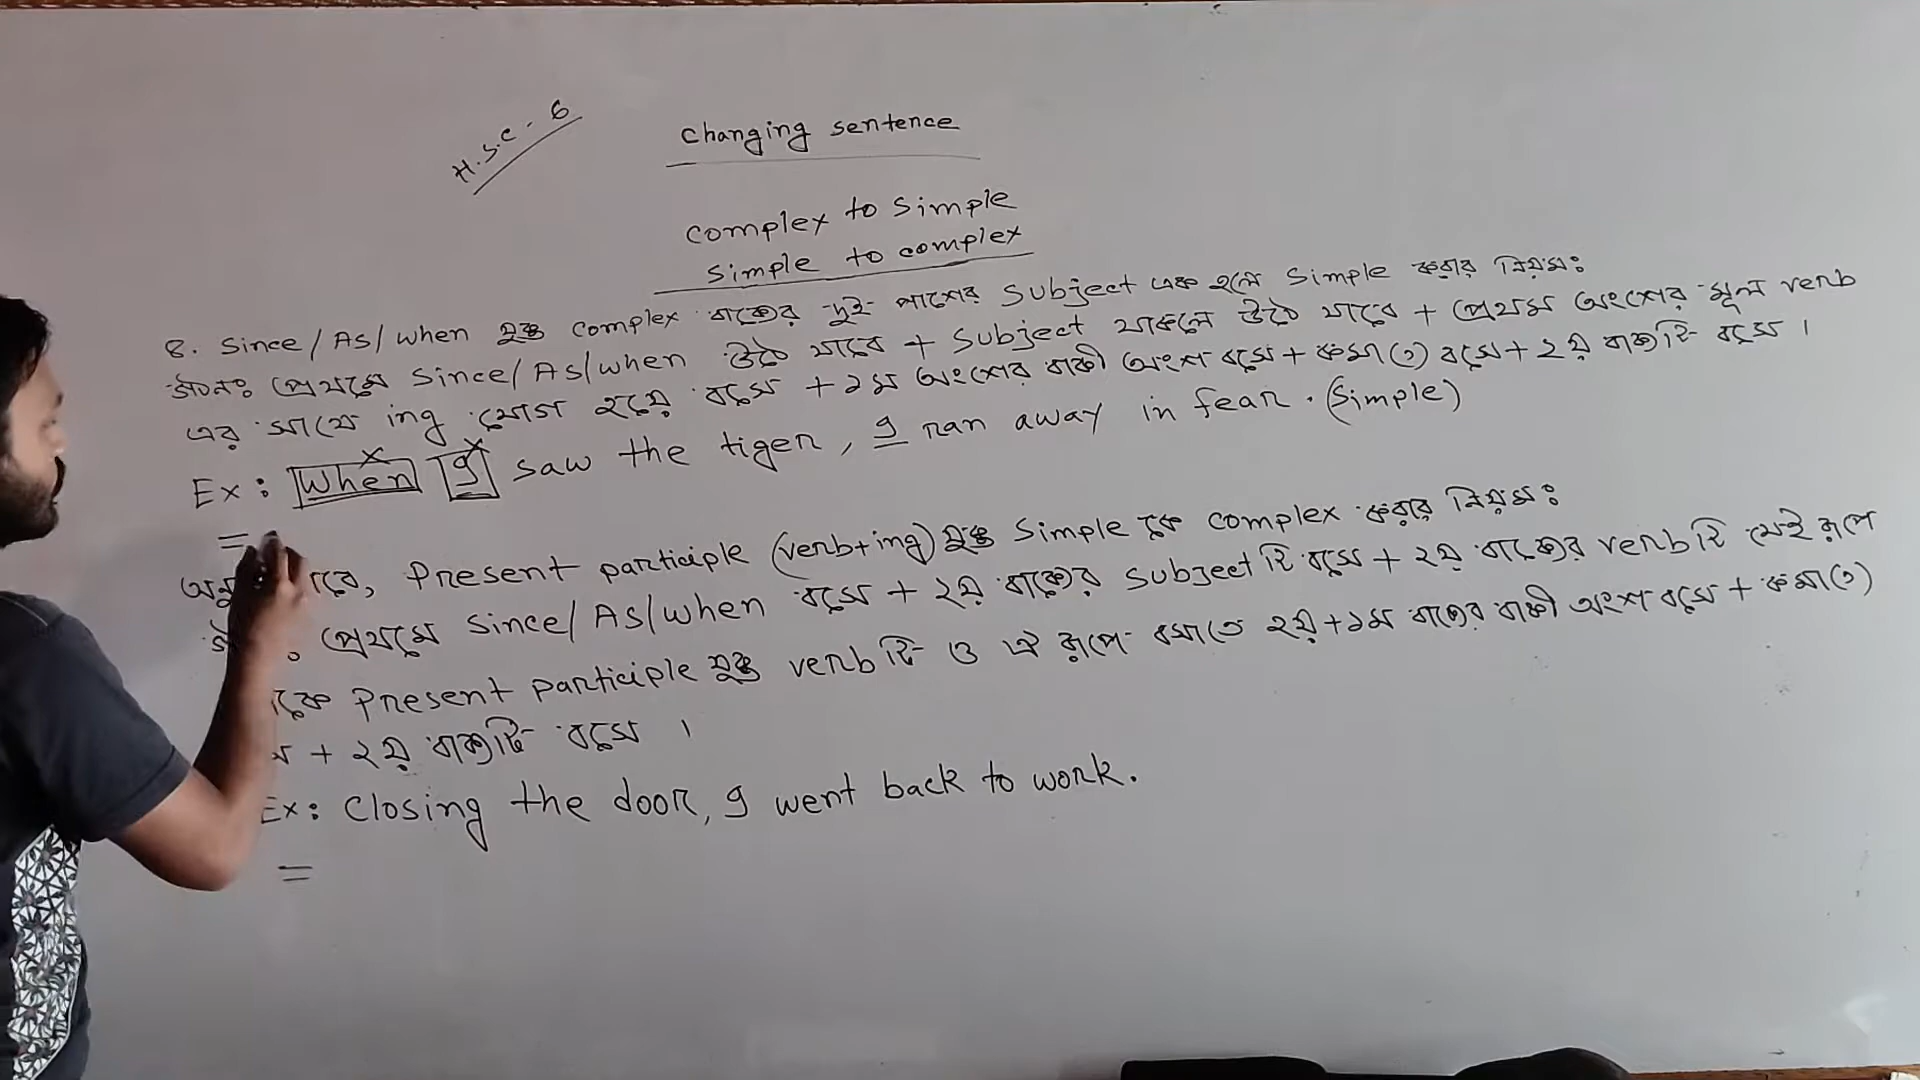 H.S.C - 6
Changing sentence
Complex to Simple
Simple to complex
8. Since/As/when যুক্ত complex বাক্যের দুই পাশের Subject এক হলে Simple করার নিয়মঃ
প্রথমে Since/As/when উঠে যাবে + Subject থাকলে উঠে যাবে + প্রথম অংশের মূল verb
এর সাথে ing যোগ হয়ে বসে + ১ম অংশের বাকী অংশ বসে + কমা (,) বসে + ২য় বাক্যটি বসে ।
Ex: When I saw the tiger, I ran away in fear. (Simple)
=
Present participle (verb+ing) যুক্ত Simple কে complex করার নিয়মঃ
প্রথমে Since/As/when বসে + ২য় বাক্যের Subject টি বসে + ২য় বাক্যের verb টি যেই রূপে
Present participle যুক্ত verb টি ও ঐ রূপে বসাতে হয় + ১ম বাক্যের বাকী অংশ বসে + কমা (,)
+ ২য় বাক্যটি বসে ।
Ex: Closing the door, I went back to work.
=